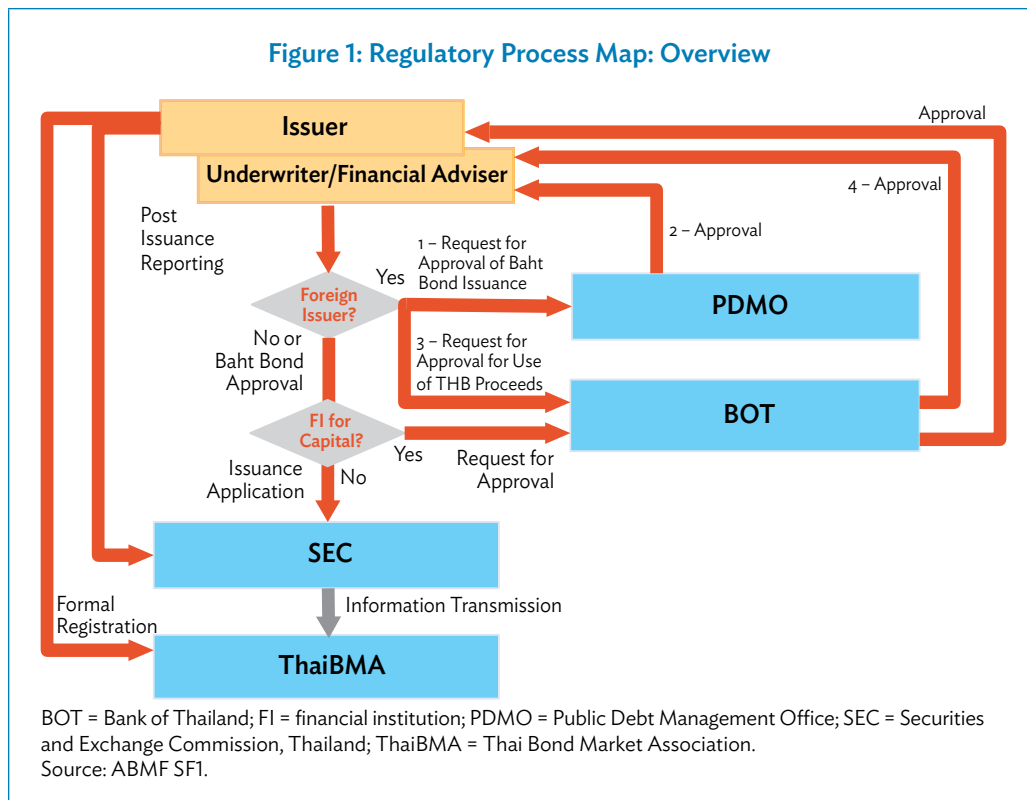 Figure 1: Regulatory Process Map: Overview
Issuer
Underwriter/Financial Adviser
Approval
4 – Approval
2 – Approval
Post
Issuance
Reporting
Foreign
Issuer?
Yes
1 – Request for
Approval of Baht
Bond Issuance
PDMO
No or
Baht Bond
Approval
3 – Request for
Approval for Use
of THB Proceeds
BOT
FI for
Capital?
Yes
Request for
Approval
Issuance
Application
No
SEC
Information Transmission
Formal
Registration
ThaiBMA
BOT = Bank of Thailand; FI = financial institution; PDMO = Public Debt Management Office; SEC = Securities
and Exchange Commission, Thailand; ThaiBMA = Thai Bond Market Association.
Source: ABMF SF1.